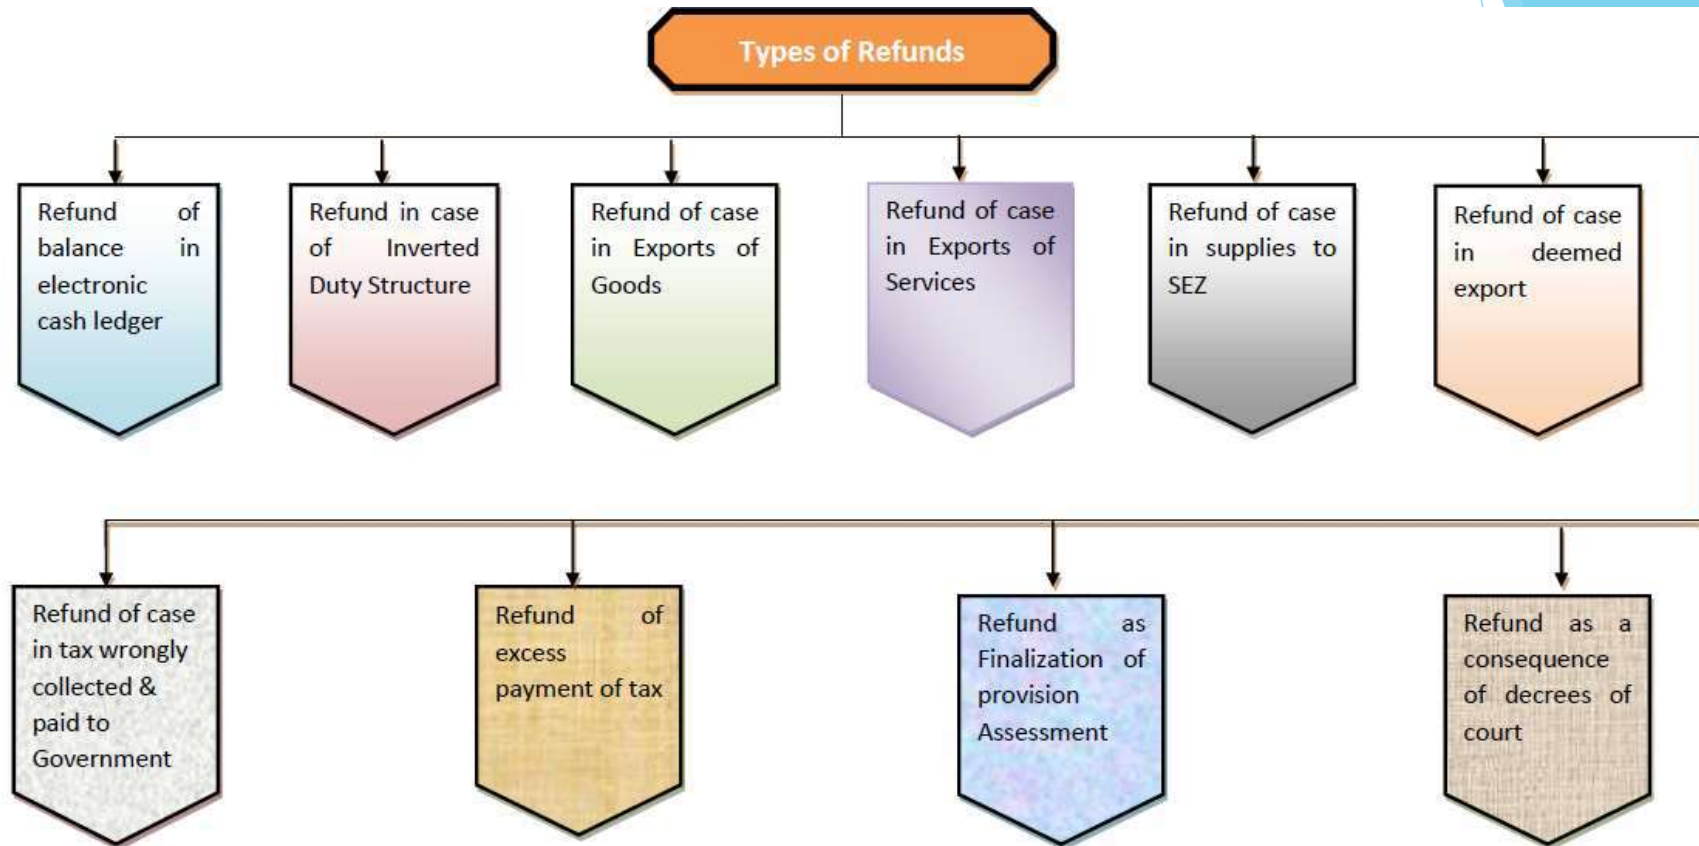 Types of Refunds
Refund of
balance in
electronic
cash ledger
Refund in case
of Inverted
Duty Structure
Refund of case
in Exports of
Goods
Refund of case
in Exports of
Services
Refund of case
in supplies to
SEZ
Refund of case
in deemed
export
Refund of case
in tax wrongly
collected &
paid to
Government
Refund of
excess
payment of tax
Refund as
Finalization of
provision
Assessment
Refund as a
consequence
of decrees of
court